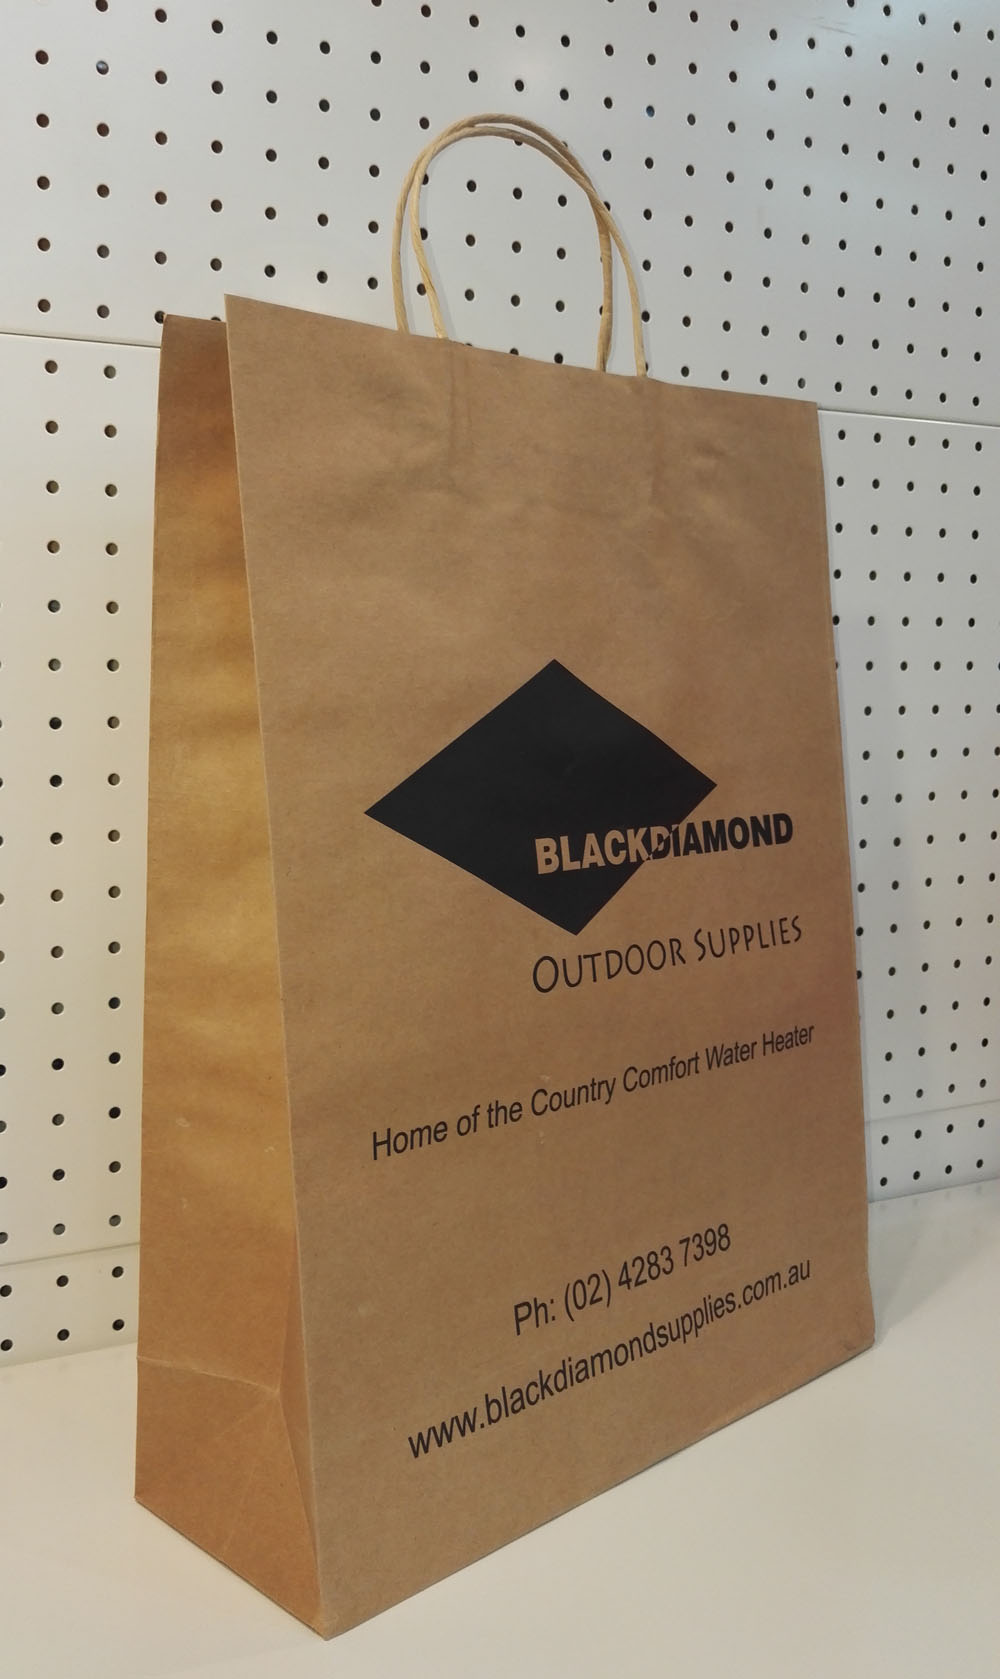 BLACKDIAMOND
OUTDOOR SUPPLIES
Home of the Country Comfort Water Heater
Ph: (02) 4283 7398
www.blackdiamondsupplies.com.au